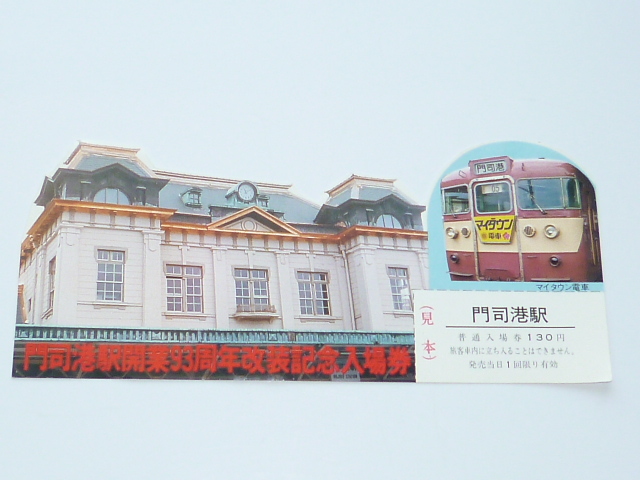 門司港駅開業93周年改装記念入場券
門司港
マイタウン
電車
マイタウン電車
(見本)
門司港駅
普通入場券 130円
旅客車内に立ち入ることはできません。
発売当日1回限り有効